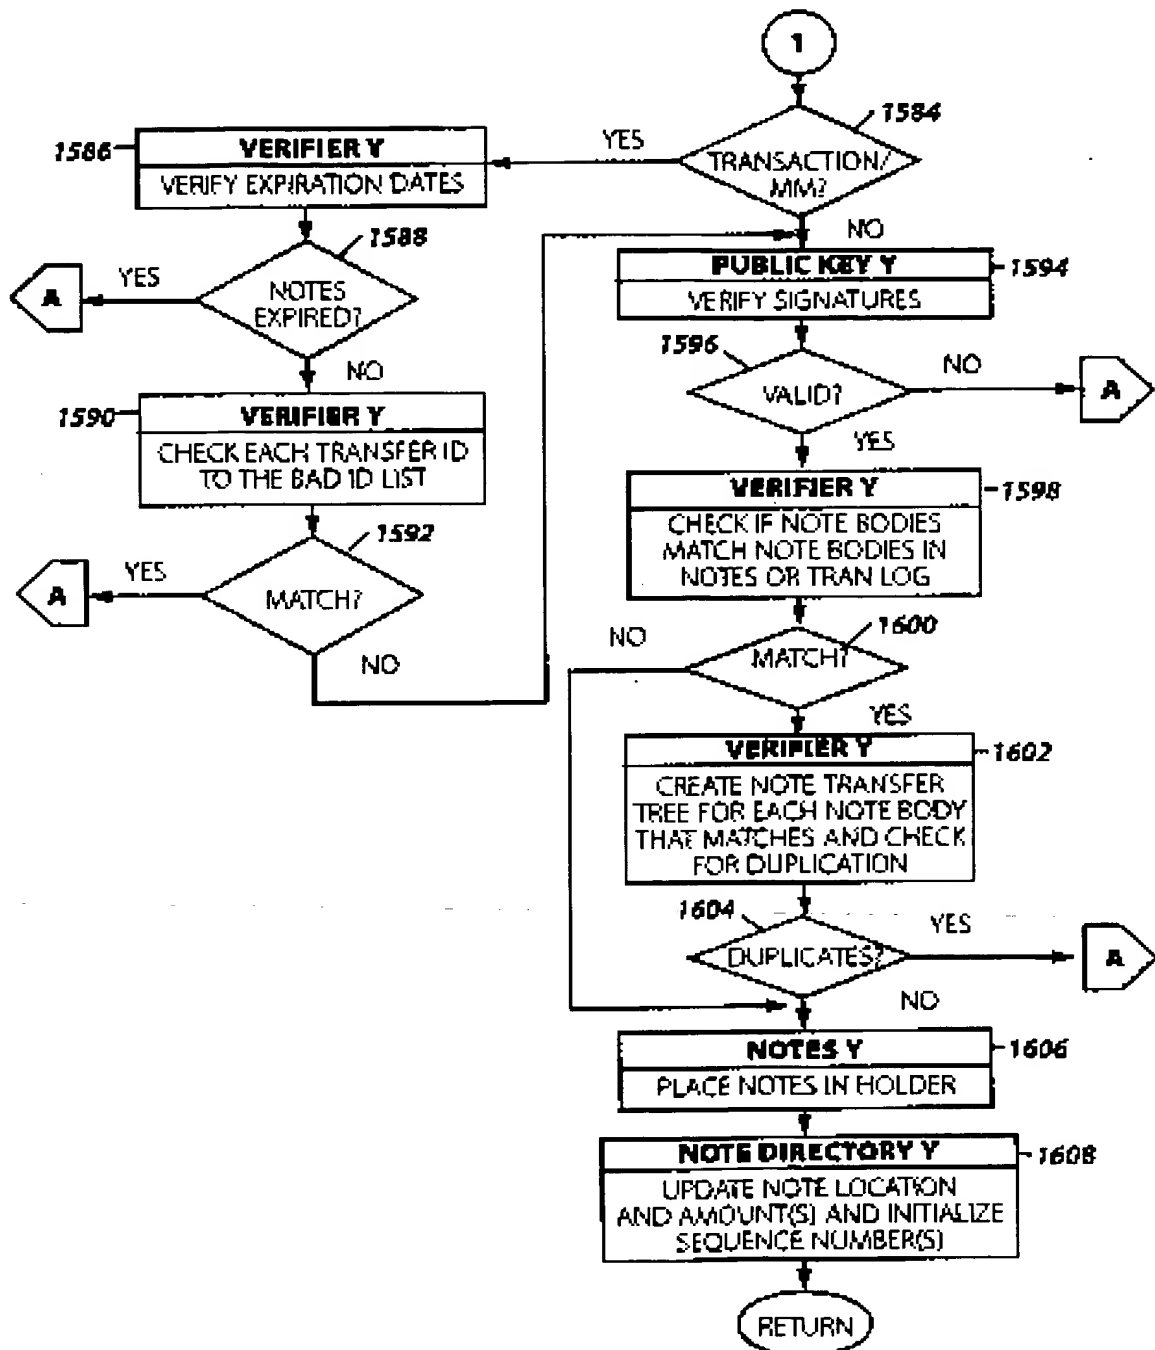 1
1584
TRANSACTION/
MM?
YES
NO
1586
VERIFIER Y
VERIFY EXPIRATION DATES
1588
NOTES
EXPIRED?
YES
A
NO
1590
VERIFIER Y
CHECK EACH TRANSFER ID
TO THE BAD ID LIST
1592
MATCH?
YES
A
NO
PUBLIC KEY Y
1594
VERIFY SIGNATURES
1596
VALID?
NO
A
YES
VERIFIER Y
1598
CHECK IF NOTE BODIES
MATCH NOTE BODIES IN
NOTES OR TRAN LOG
1600
MATCH?
NO
YES
VERIFIER Y
1602
CREATE NOTE TRANSFER
TREE FOR EACH NOTE BODY
THAT MATCHES AND CHECK
FOR DUPLICATION
1604
DUPLICATES?
YES
A
NO
NOTES Y
1606
PLACE NOTES IN HOLDER
NOTE DIRECTORY Y
1608
UPDATE NOTE LOCATION
AND AMOUNT(S) AND INITIALIZE
SEQUENCE NUMBER(S)
RETURN